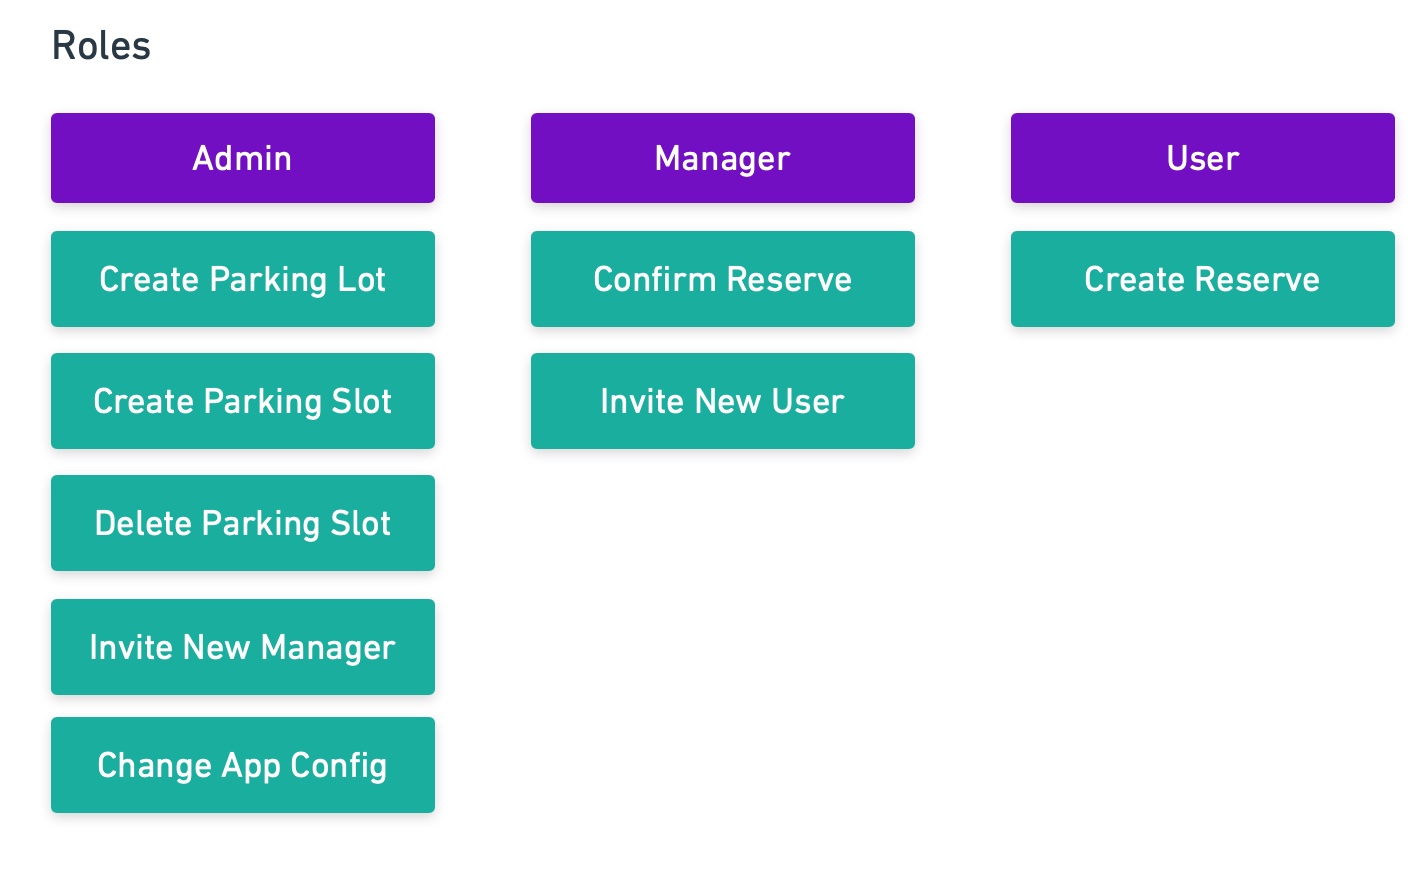 Roles
Admin
Create Parking Lot
Create Parking Slot
Delete Parking Slot
Invite New Manager
Change App Config
Manager
Confirm Reserve
Invite New User
User
Create Reserve